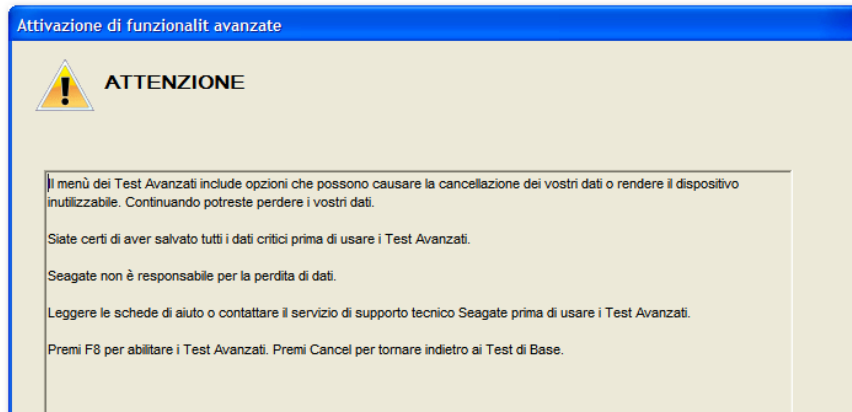 Attivazione di funzionalit avanzate
ATTENZIONE
Il menù dei Test Avanzati include opzioni che possono causare la cancellazione dei vostri dati o rendere il dispositivo
inutilizzabile. Continuando potreste perdere i vostri dati.
Siate certi di aver salvato tutti i dati critici prima di usare i Test Avanzati.
Seagate non è responsabile per la perdita di dati.
Leggere le schede di aiuto o contattare il servizio di supporto tecnico Seagate prima di usare i Test Avanzati.
Premi F8 per abilitare i Test Avanzati. Premi Cancel per tornare indietro ai Test di Base.